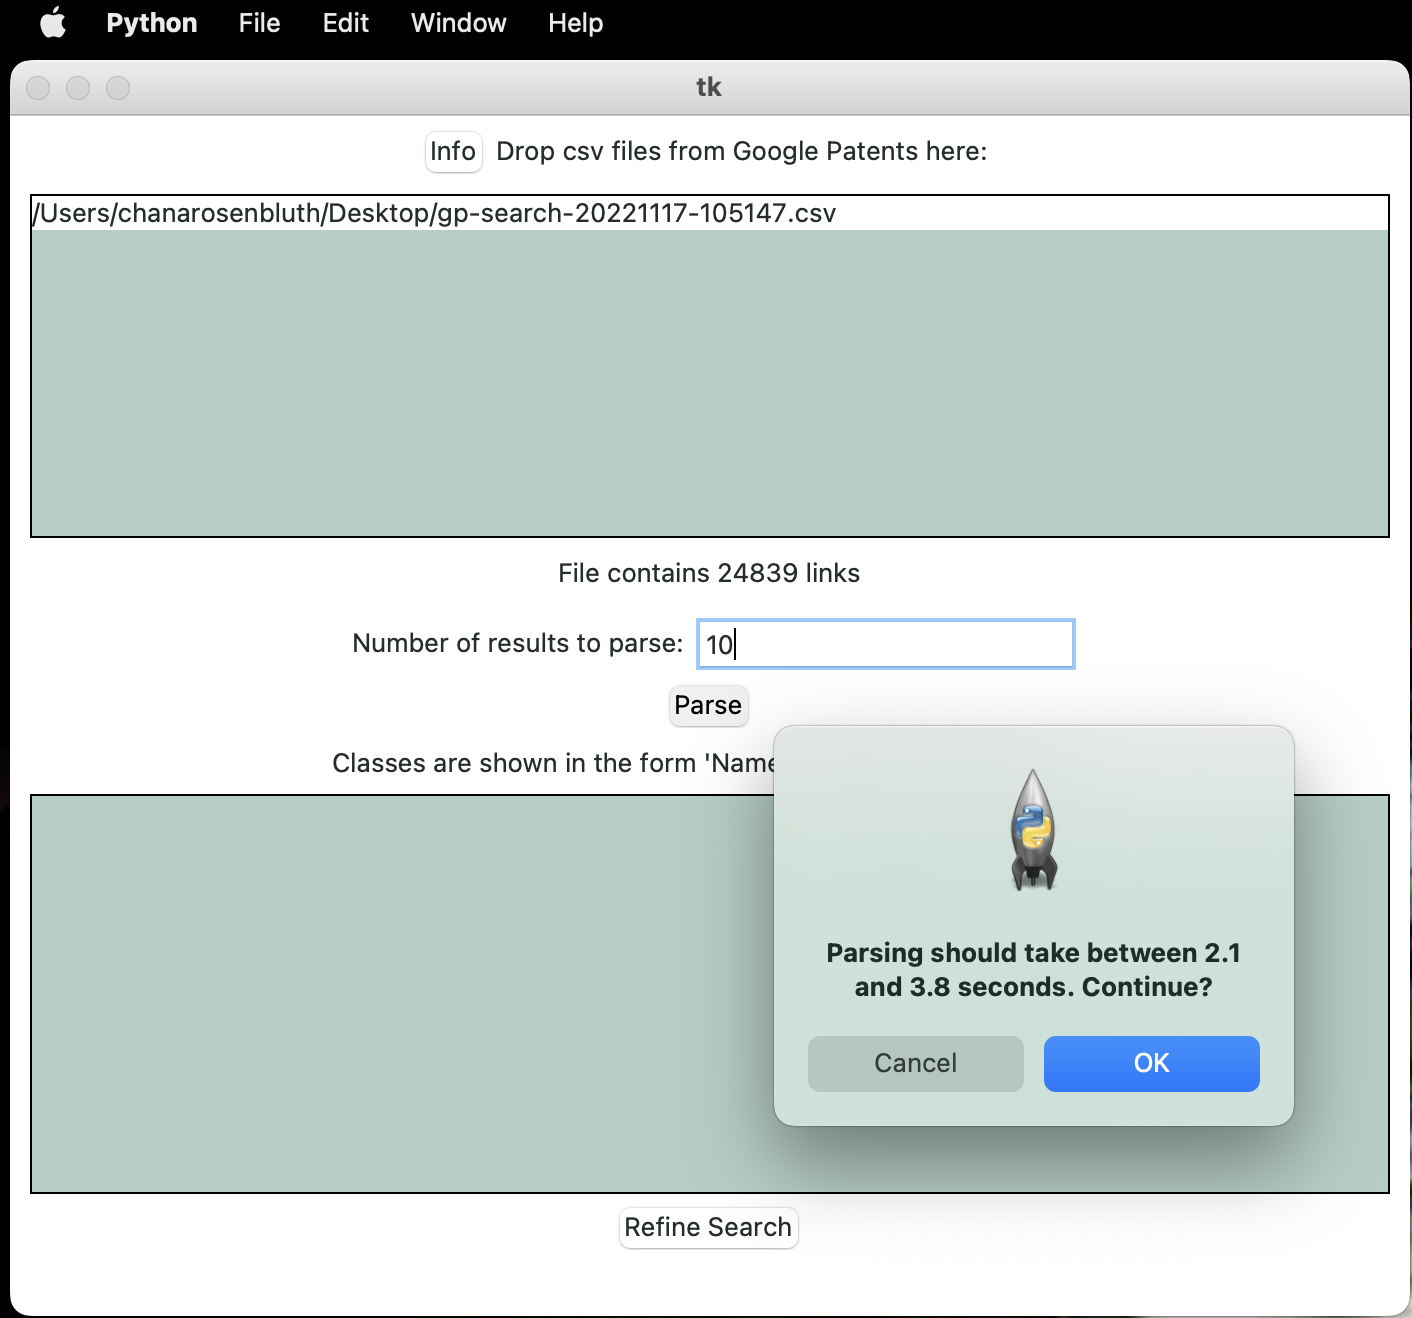 Python File Edit Window Help
tk
Info Drop csv files from Google Patents here:
/Users/chanarosenbluth/Desktop/gp-search-20221117-105147.csv
File contains 24839 links
Number of results to parse: 10
Parse
Classes are shown in the form 'Name
Parsing should take between 2.1
and 3.8 seconds. Continue?
Cancel OK
Refine Search